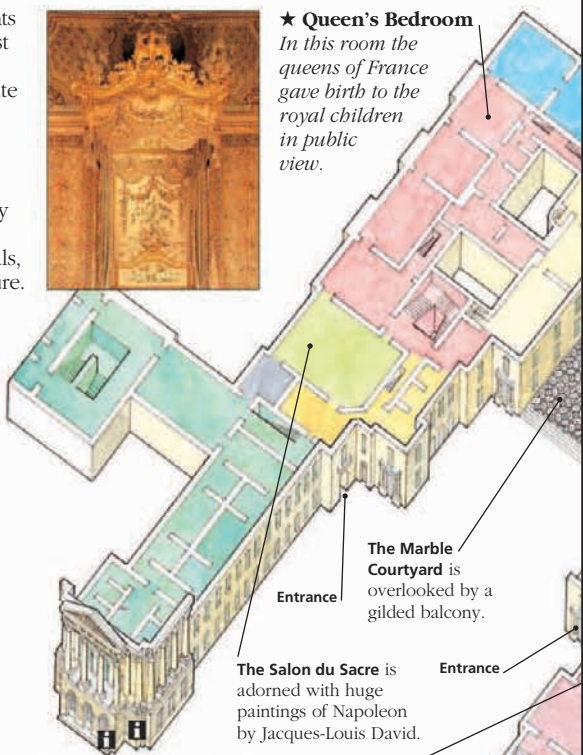 ★ Queen's Bedroom
In this room the
queens of France
gave birth to the
royal children
in public
view.
The Marble
Courtyard is
overlooked by a
gilded balcony.
Entrance
The Salon du Sacre is
adorned with huge
paintings of Napoleon
by Jacques-Louis David.
Entrance
i
i